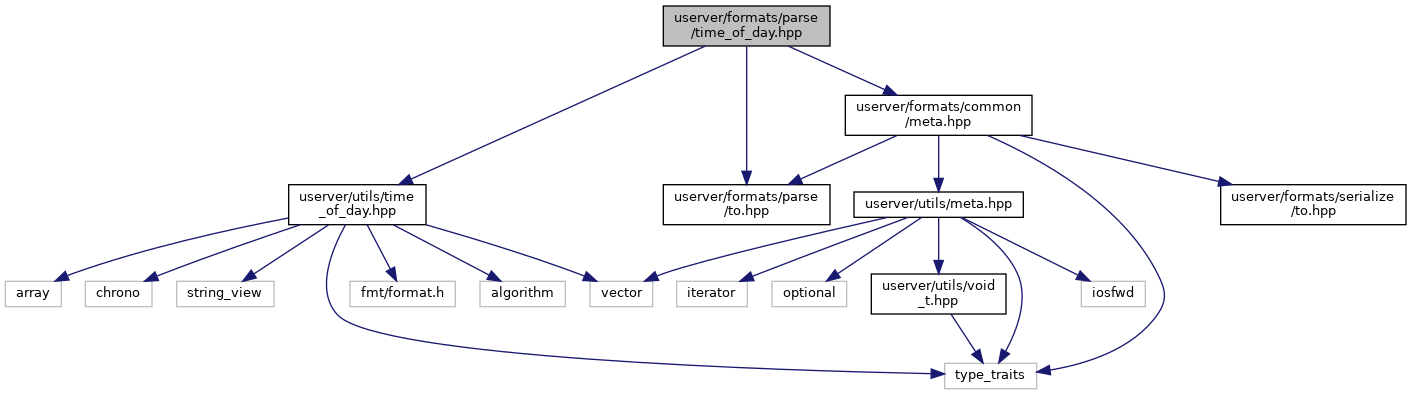 userver/formats/parse
/time_of_day.hpp
userver/formats/common
/meta.hpp
userver/utils/time
_of_day.hpp
userver/formats/parse
/to.hpp
userver/utils/meta.hpp
userver/formats/serialize
/to.hpp
array
chrono
string_view
fmt/format.h
algorithm
vector
iterator
optional
userver/utils/void
_t.hpp
iosfwd
type_traits